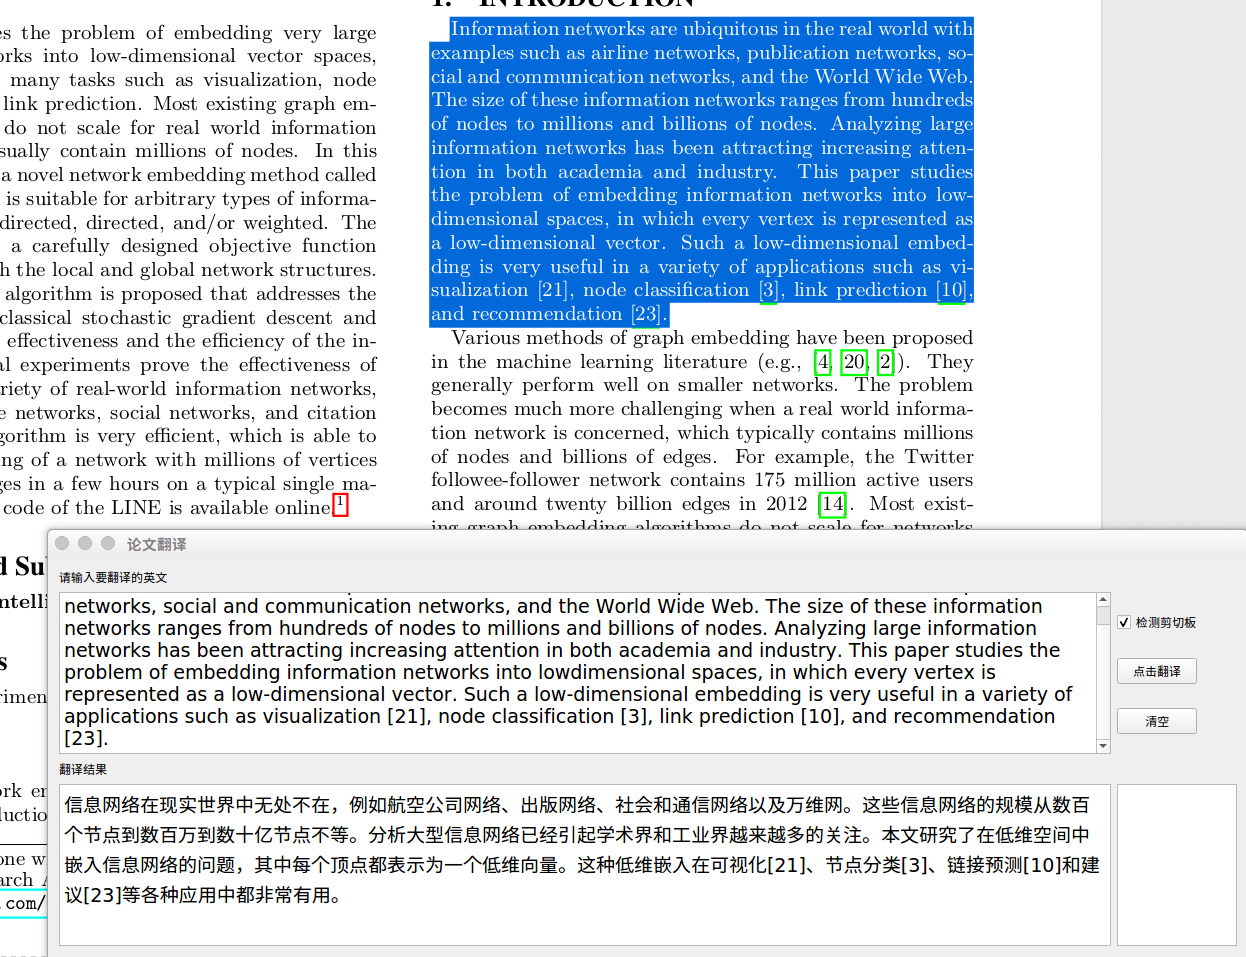 es the problem of embedding very large
orks into low-dimensional vector spaces,
many tasks such as visualization, node
link prediction. Most existing graph em-
do not scale for real world information
sually contain millions of nodes. In this
a novel network embedding method called
is suitable for arbitrary types of informa-
directed, directed, and/or weighted. The
a carefully designed objective function
h the local and global network structures.
algorithm is proposed that addresses the
classical stochastic gradient descent and
effectiveness and the efficiency of the in-
al experiments prove the effectiveness of
riety of real-world information networks,
e networks, social networks, and citation
gorithm is very efficient, which is able to
ng of a network with millions of vertices
ges in a few hours on a typical single ma-
code of the LINE is available online.1
1. INTRODUCTION
Information networks are ubiquitous in the real world with
examples such as airline networks, publication networks, so-
cial and communication networks, and the World Wide Web.
The size of these information networks ranges from hundreds
of nodes to millions and billions of nodes. Analyzing large
information networks has been attracting increasing atten-
tion in both academia and industry. This paper studies
the problem of embedding information networks into low-
dimensional spaces, in which every vertex is represented as
a low-dimensional vector. Such a low-dimensional embed-
ding is very useful in a variety of applications such as vi-
sualization [21], node classification [3], link prediction [10],
and recommendation [23].
Various methods of graph embedding have been proposed
in the machine learning literature (e.g., [4, 20, 2]). They
generally perform well on smaller networks. The problem
becomes much more challenging when a real world informa-
tion network is concerned, which typically contains millions
of nodes and billions of edges. For example, the Twitter
followee-follower network contains 175 million active users
and around twenty billion edges in 2012 [14]. Most exist-
ing graph embedding algorithms do not scale for networks
d Su
ntelli
s
rimen
ork en
luctio
one w
arch A
.com/
论文翻译
请输入要翻译的英文
networks, social and communication networks, and the World Wide Web. The size of these information
networks ranges from hundreds of nodes to millions and billions of nodes. Analyzing large information
networks has been attracting increasing attention in both academia and industry. This paper studies the
problem of embedding information networks into lowdimensional spaces, in which every vertex is
represented as a low-dimensional vector. Such a low-dimensional embedding is very useful in a variety of
applications such as visualization [21], node classification [3], link prediction [10], and recommendation
[23].
检测剪切板
点击翻译
清空
翻译结果
信息网络在现实世界中无处不在，例如航空公司网络、出版网络、社会和通信网络以及万维网。这些信息网络的规模从数百
个节点到数百万到数十亿节点不等。分析大型信息网络已经引起学术界和工业界越来越多的关注。本文研究了在低维空间中
嵌入信息网络的问题，其中每个顶点都表示为一个低维向量。这种低维嵌入在可视化[21]、节点分类[3]、链接预测[10]和建
议[23]等各种应用中都非常有用。